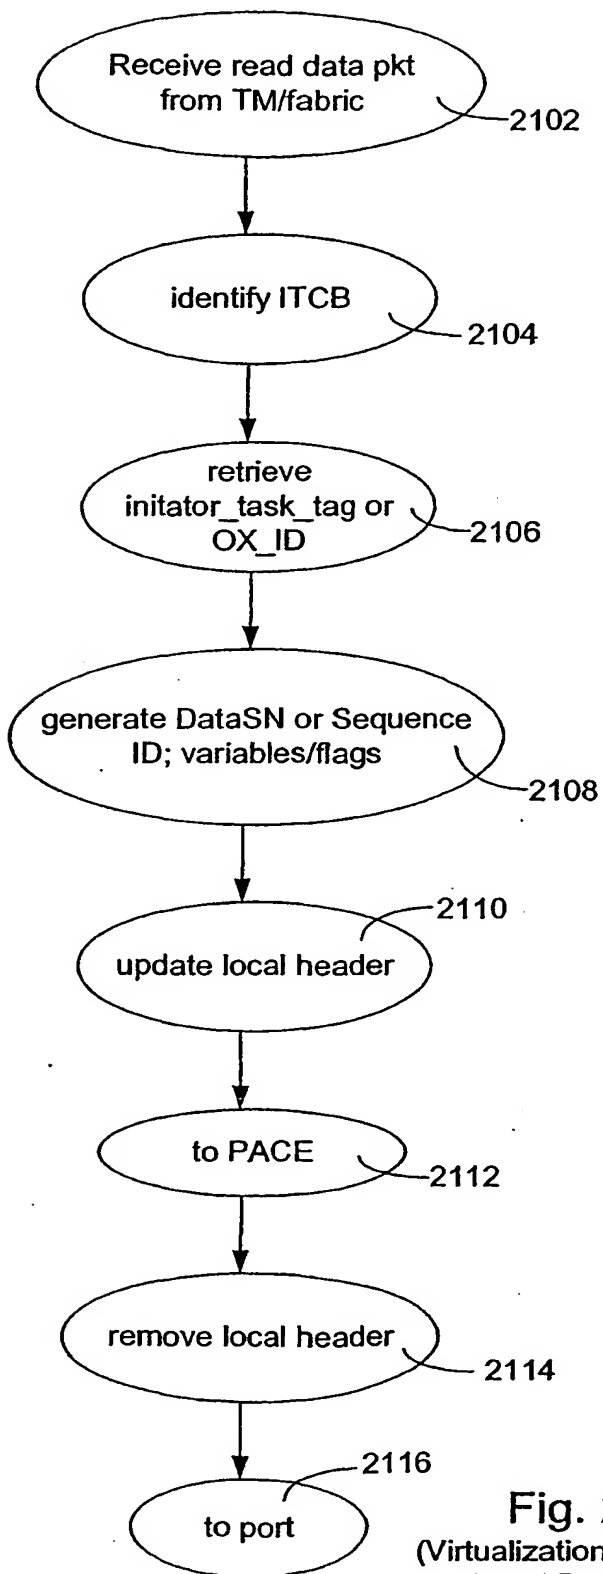 Receive read data pkt
from TM/fabric
2102
identify ITCB
2104
retrieve
initator_task_tag or
OX_ID
2106
generate DataSN or Sequence
ID; variables/flags
2108
2110
update local header
to PACE
2112
remove local header
2114
2116
to port
Fig.
(Virtualization